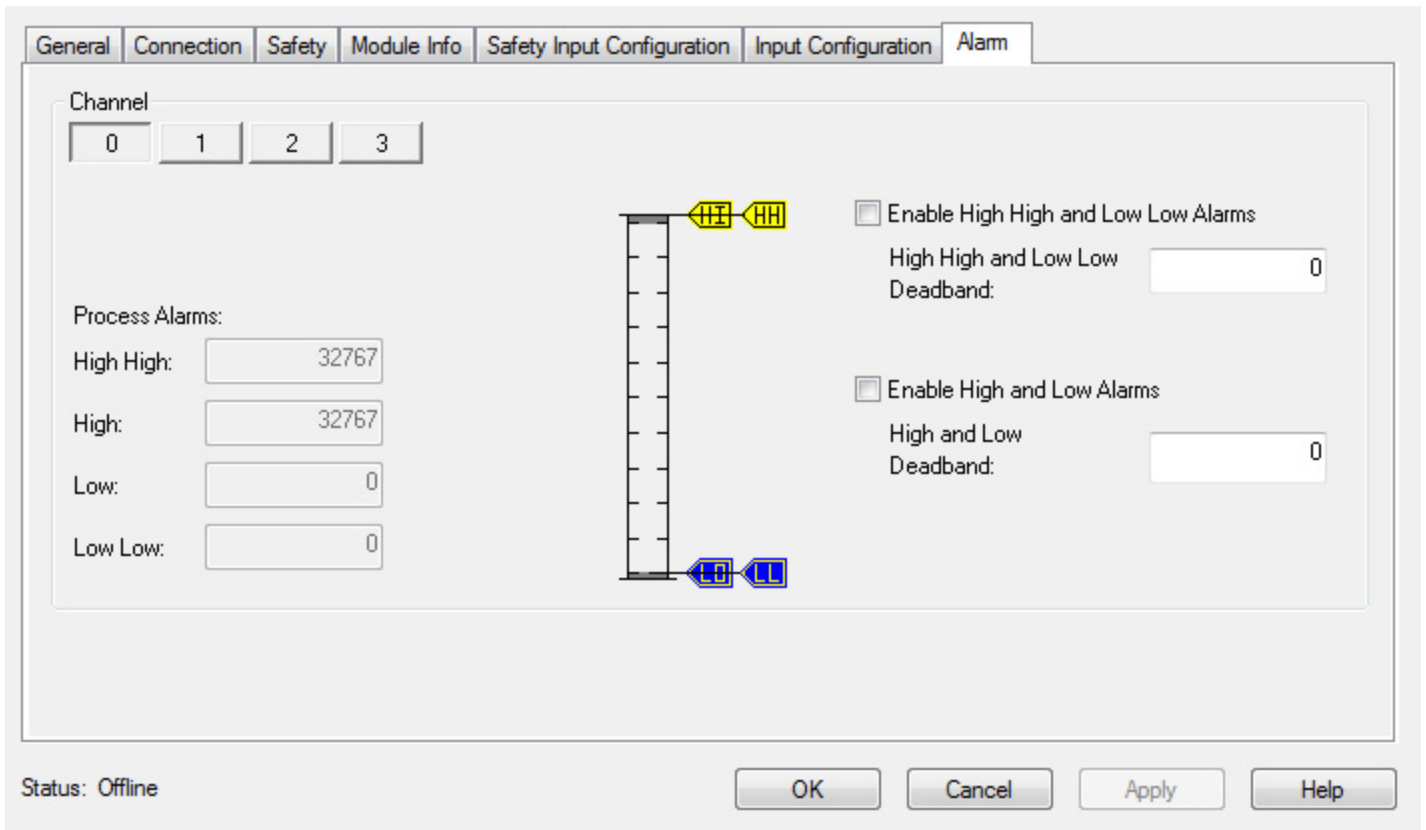 General Connection Safety Module Info Safety Input Configuration Input Configuration Alarm
Channel
0 1 2 3
HI HH
Enable High High and Low Low Alarms
High High and Low Low
Deadband:
0
Process Alarms:
High High: 32767
High: 32767
Low: 0
Low Low: 0
Enable High and Low Alarms
High and Low
Deadband:
0
LO LL
Status: Offline
OK Cancel Apply Help